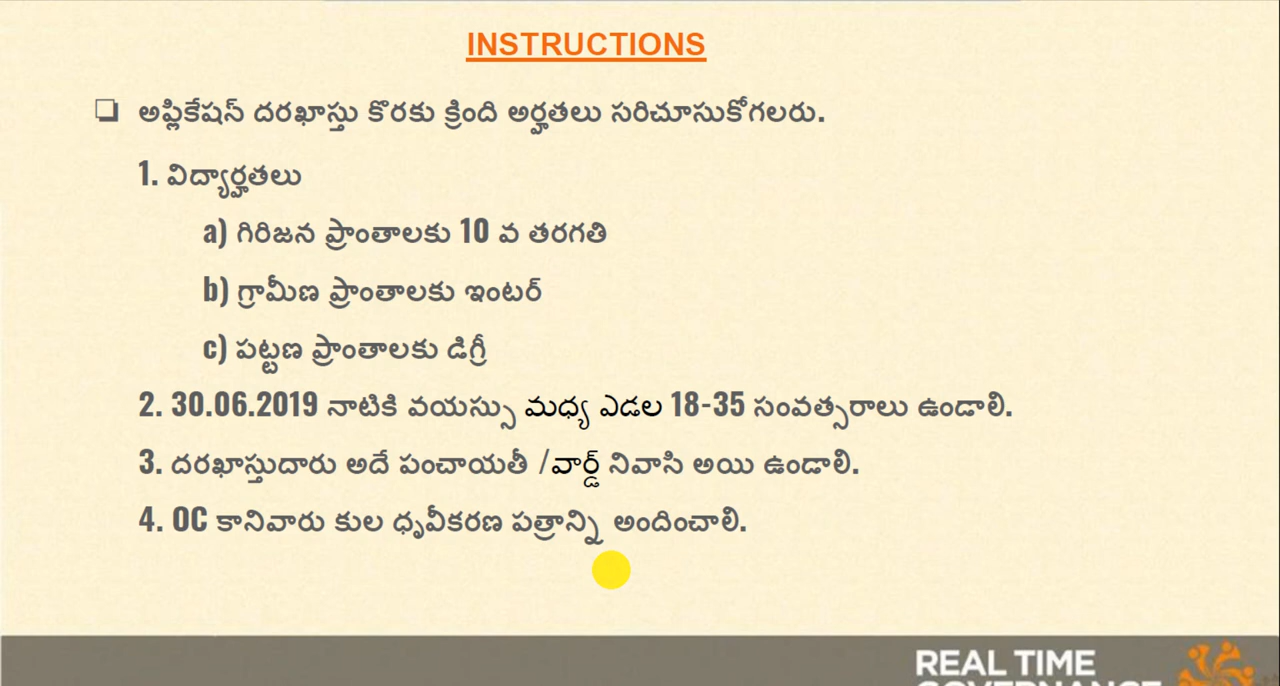 INSTRUCTIONS
❑ అప్లికేషన్ దరఖాస్తు కొరకు క్రింది అర్హతలు సరిచూసుకోగలరు.
1. విద్యార్హతలు
a) గిరిజన ప్రాంతాలకు 10 వ తరగతి
b) గ్రామీణ ప్రాంతాలకు ఇంటర్
c) పట్టణ ప్రాంతాలకు డిగ్రీ
2. 30.06.2019 నాటికి వయస్సు మధ్య ఎడల 18-35 సంవత్సరాలు ఉండాలి.
3. దరఖాస్తుదారు అదే పంచాయతీ /వార్డ్ నివాసి అయి ఉండాలి.
4. OC కానివారు కుల ధృవీకరణ పత్రాన్ని అందించాలి.
REAL TIME
GOVERNANCE